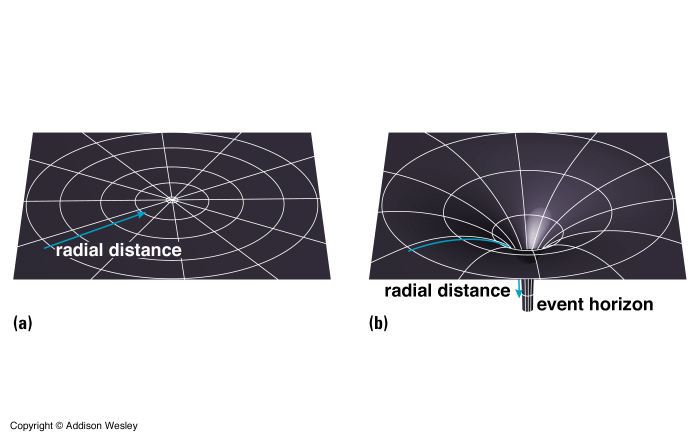 radial distance
(a)
radial distance
event horizon
(b)
Copyright © Addison Wesley